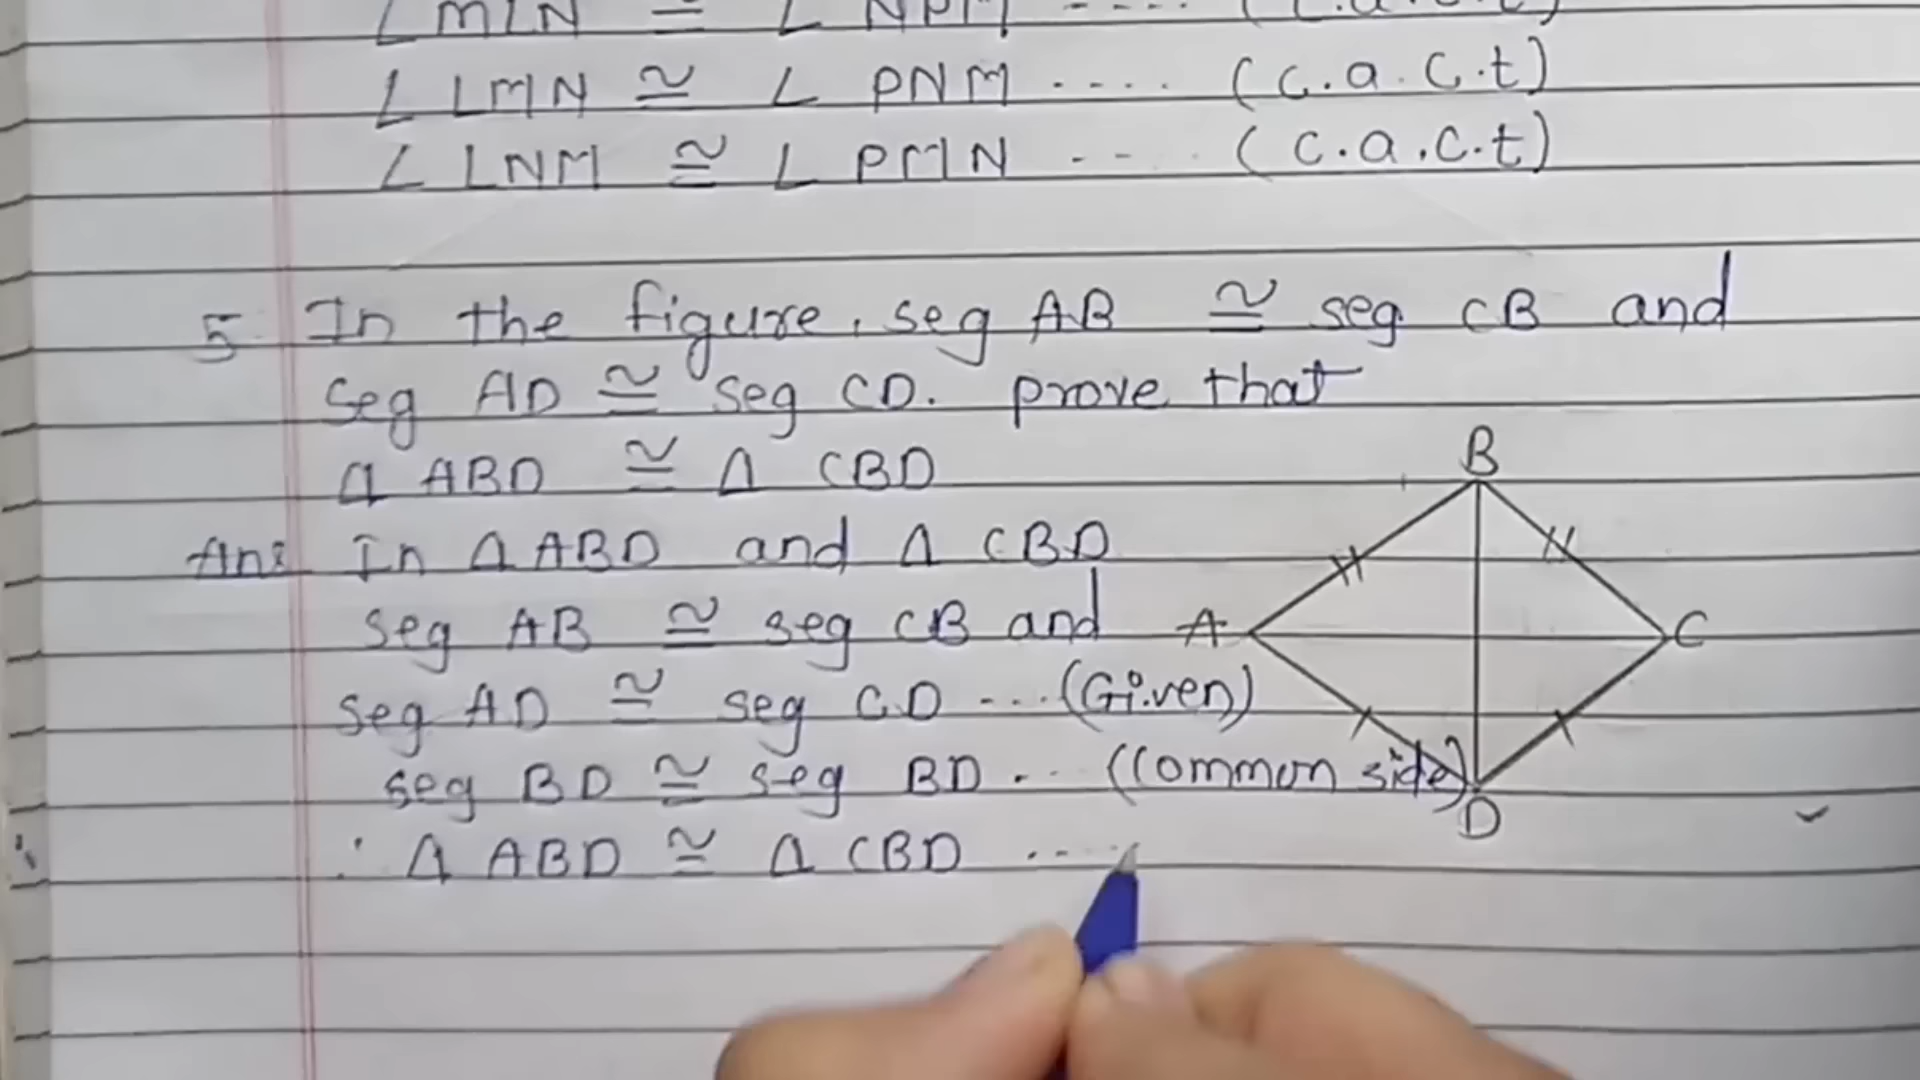 ∠ MLN ≅ ∠ NPM .... (c.a.c.t)
∠ LMN ≅ ∠ PNM .... (c.a.c.t)
∠ LNM ≅ ∠ PMN .... (c.a.c.t)
5 In the figure, seg AB ≅ seg CB and
seg AD ≅ seg CD. prove that
Δ ABD ≅ Δ CBD
B
Ans In Δ ABD and Δ CBD
seg AB ≅ seg CB and
A
C
seg AD ≅ seg CD ... (Given)
seg BD ≅ seg BD ... (Common side)
D
∴ Δ ABD ≅ Δ CBD ....